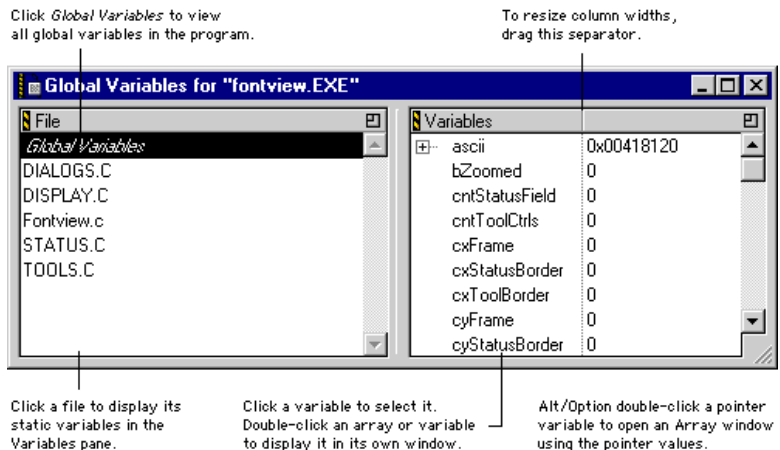 Click Global Variables to view
all global variables in the program.
To resize column widths,
drag this separator.
Global Variables for "fontview.EXE"
File
Global Variables
DIALOGS.C
DISPLAY.C
Fontview.c
STATUS.C
TOOLS.C
Variables
ascii 0x00418120
bZoomed 0
cntStatusField 0
cntToolCtrls 0
cxFrame 0
cxStatusBorder 0
cxToolBorder 0
cyFrame 0
cyStatusBorder 0
Click a file to display its
static variables in the
Variables pane.
Click a variable to select it.
Double-click an array or variable
to display it in its own window.
Alt/Option double-click a pointer
variable to open an Array window
using the pointer values.